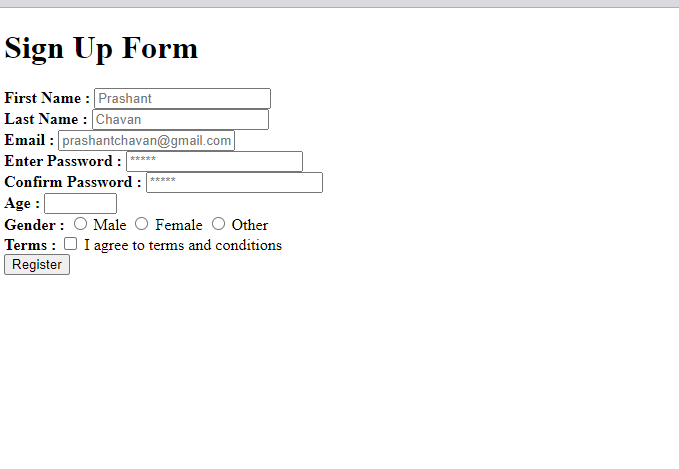 Sign Up Form
First Name : Prashant
Last Name : Chavan
Email : prashantchavan@gmail.com
Enter Password : *****
Confirm Password : *****
Age :
Gender : Male Female Other
Terms : I agree to terms and conditions
Register